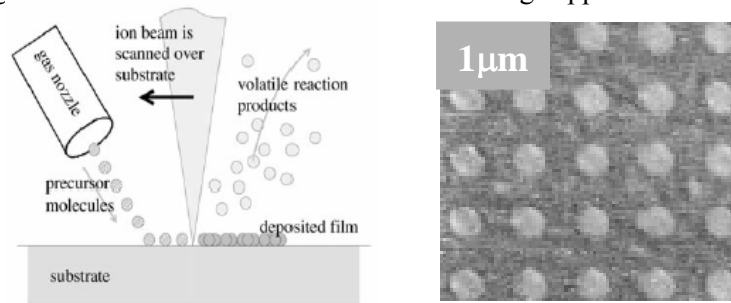 ion beam is
scanned over
substrate
gas nozzle
volatile reaction
products
precursor
molecules
deposited film
substrate
1μm